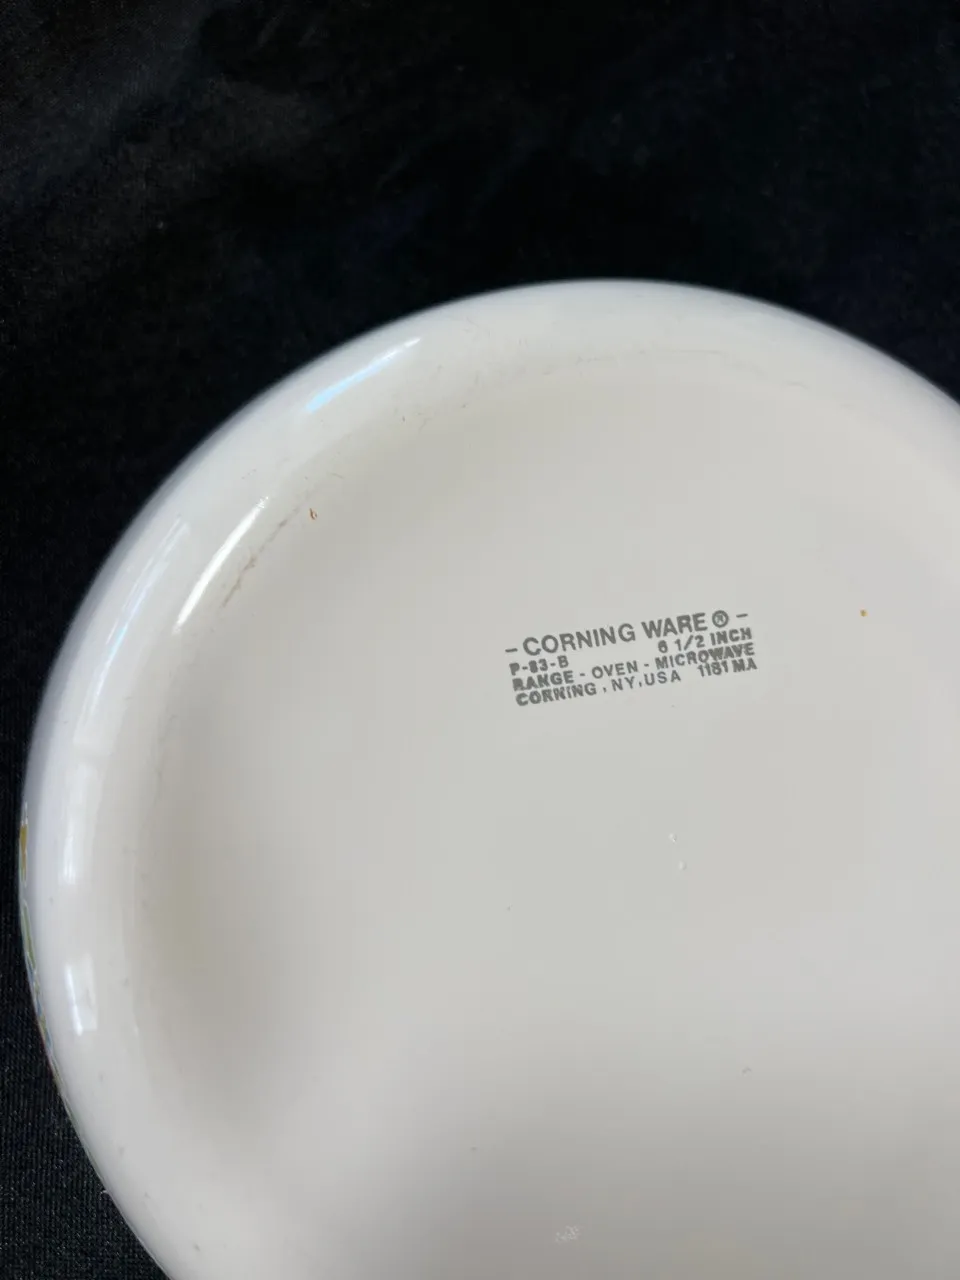 - CORNING WARE ® -
P-83-B 6 1/2 INCH
RANGE - OVEN - MICROWAVE
CORNING, NY, USA 1181 MA